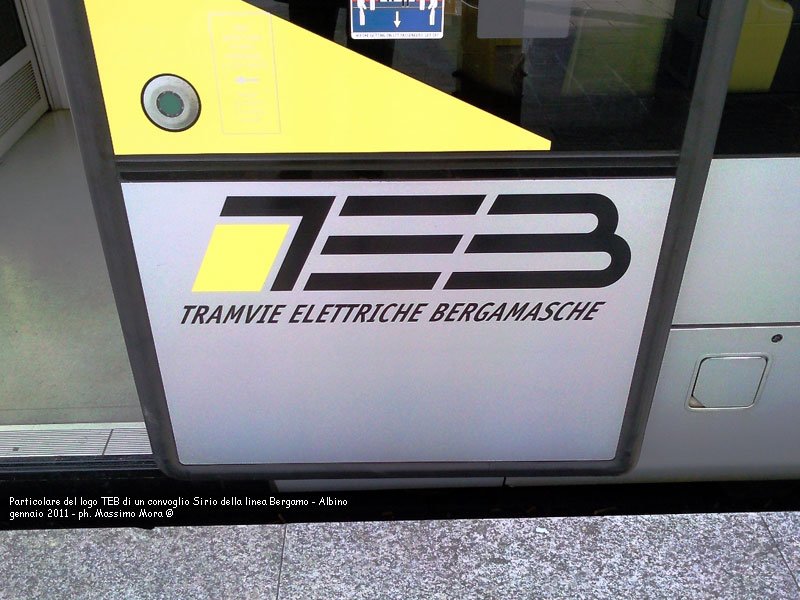 TEB
TRAMVIE ELETTRICHE BERGAMASCHE
Particolare del logo TEB di un convoglio Sirio della linea Bergamo - Albino
gennaio 2011 - ph. Massimo Mora @